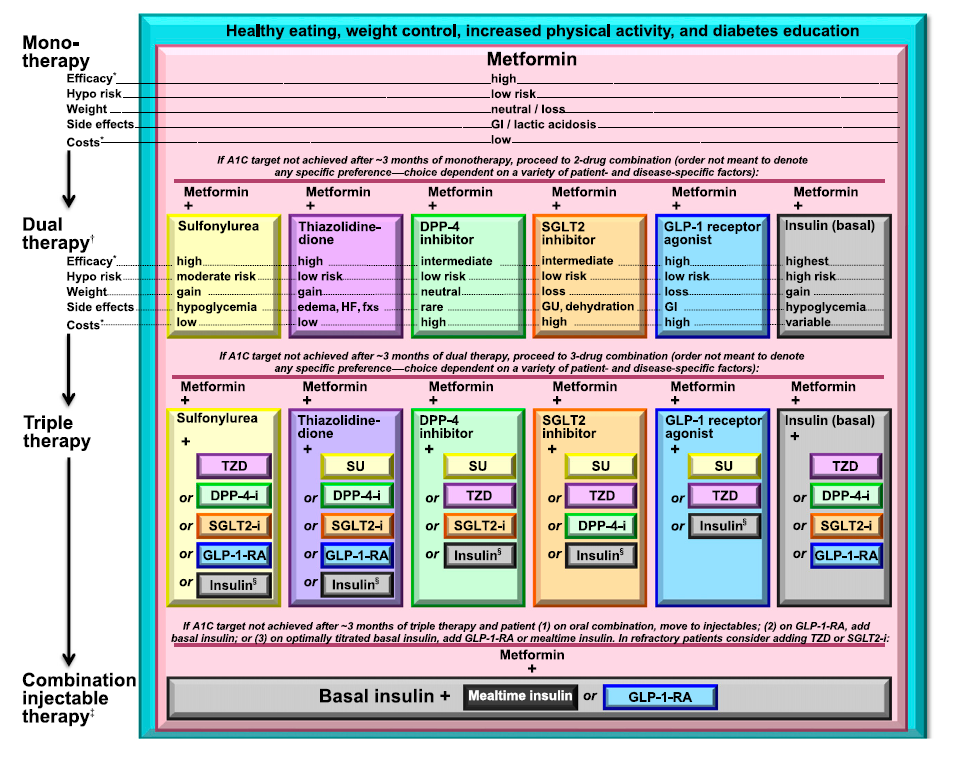 Healthy eating, weight control, increased physical activity, and diabetes education
Mono-
therapy
Metformin
Efficacy* high
Hypo risk low risk
Weight neutral / loss
Side effects GI / lactic acidosis
Costs* low
If A1C target not achieved after ~3 months of monotherapy, proceed to 2-drug combination (order not meant to denote
any specific preference—choice dependent on a variety of patient- and disease-specific factors):
Metformin Metformin Metformin Metformin Metformin Metformin
+ + + + + +
Dual
therapy†
Sulfonylurea
Thiazolidine-
dione
DPP-4
inhibitor
SGLT2
inhibitor
GLP-1 receptor
agonist
Insulin (basal)
Efficacy* high high intermediate intermediate high highest
Hypo risk moderate risk low risk low risk low risk low risk high risk
Weight gain gain neutral loss loss gain
Side effects hypoglycemia edema, HF, fxs rare GU, dehydration GI hypoglycemia
Costs* low low high high high variable
If A1C target not achieved after ~3 months of dual therapy, proceed to 3-drug combination (order not meant to denote
any specific preference—choice dependent on a variety of patient- and disease-specific factors):
Metformin Metformin Metformin Metformin Metformin Metformin
+ + + + + +
Triple
therapy
Sulfonylurea
+
TZD
or DPP-4-i
or SGLT2-i
or GLP-1-RA
or Insulin§
Thiazolidine-
dione
+
SU
or DPP-4-i
or SGLT2-i
or GLP-1-RA
or Insulin§
DPP-4
inhibitor
+
SU
or TZD
or SGLT2-i
or Insulin§
SGLT2
inhibitor
+
SU
or TZD
or DPP-4-i
or Insulin§
GLP-1 receptor
agonist
+
SU
or TZD
or Insulin§
Insulin (basal)
+
TZD
or DPP-4-i
or SGLT2-i
or GLP-1-RA
If A1C target not achieved after ~3 months of triple therapy and patient (1) on oral combination, move to injectables; (2) on GLP-1-RA, add
basal insulin; or (3) on optimally titrated basal insulin, add GLP-1-RA or mealtime insulin. In refractory patients consider adding TZD or SGLT2-i:
Metformin
+
Combination
injectable
therapy‡
Basal insulin + Mealtime insulin or GLP-1-RA